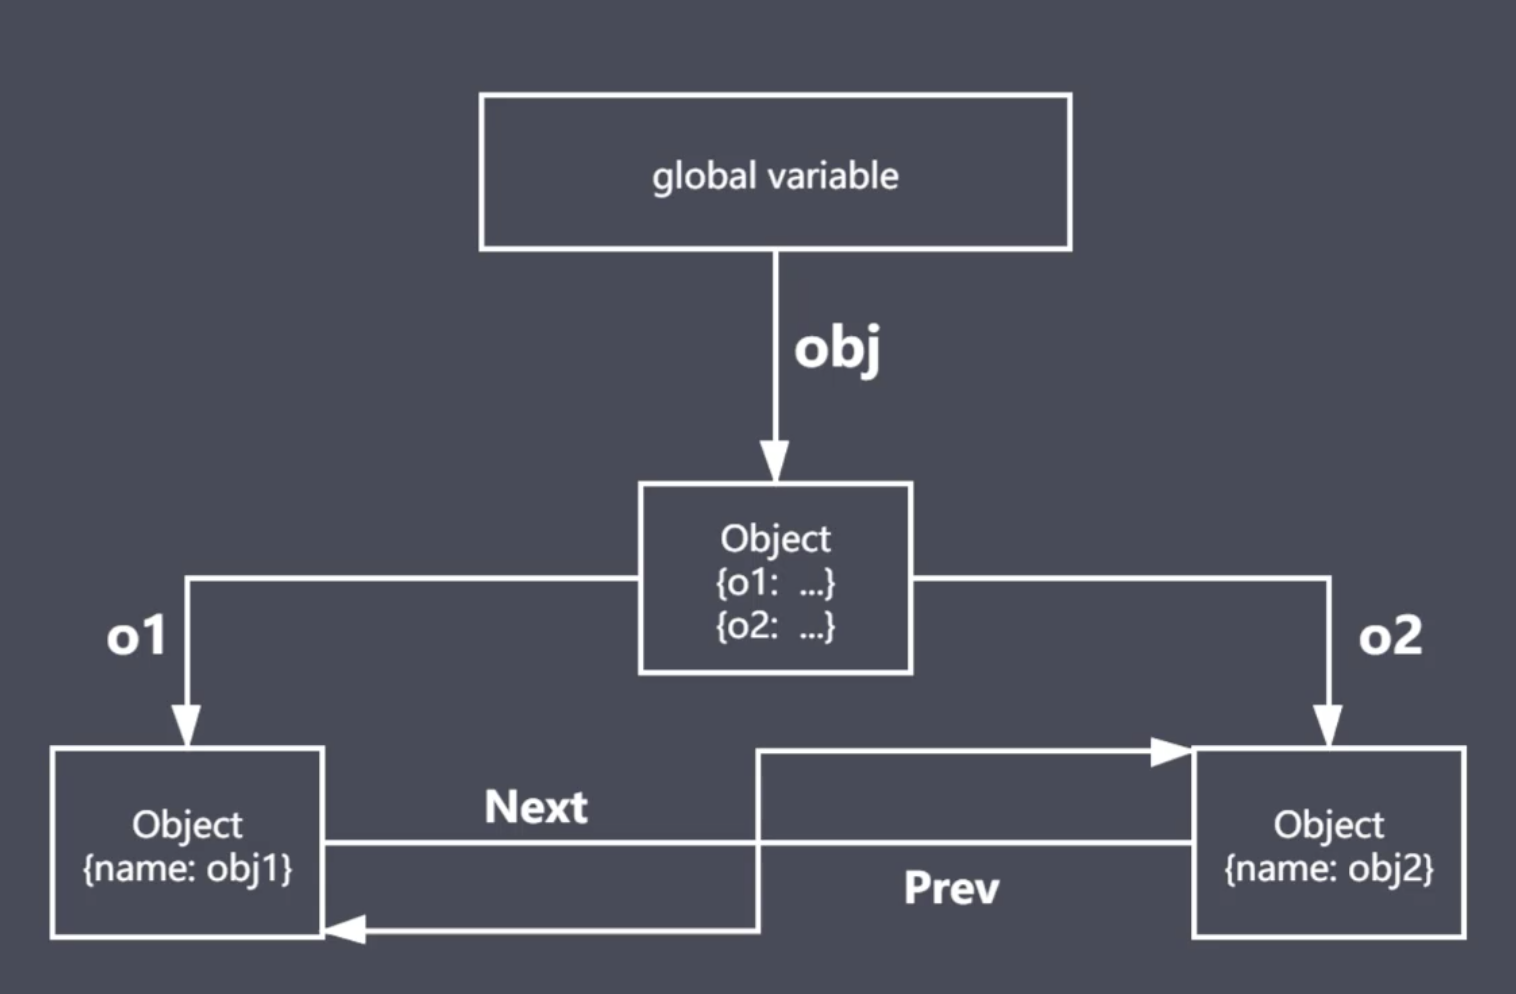 global variable
obj
Object
{o1: ...}
{o2: ...}
o1
o2
Next
Object
{name: obj1}
Object
{name: obj2}
Prev